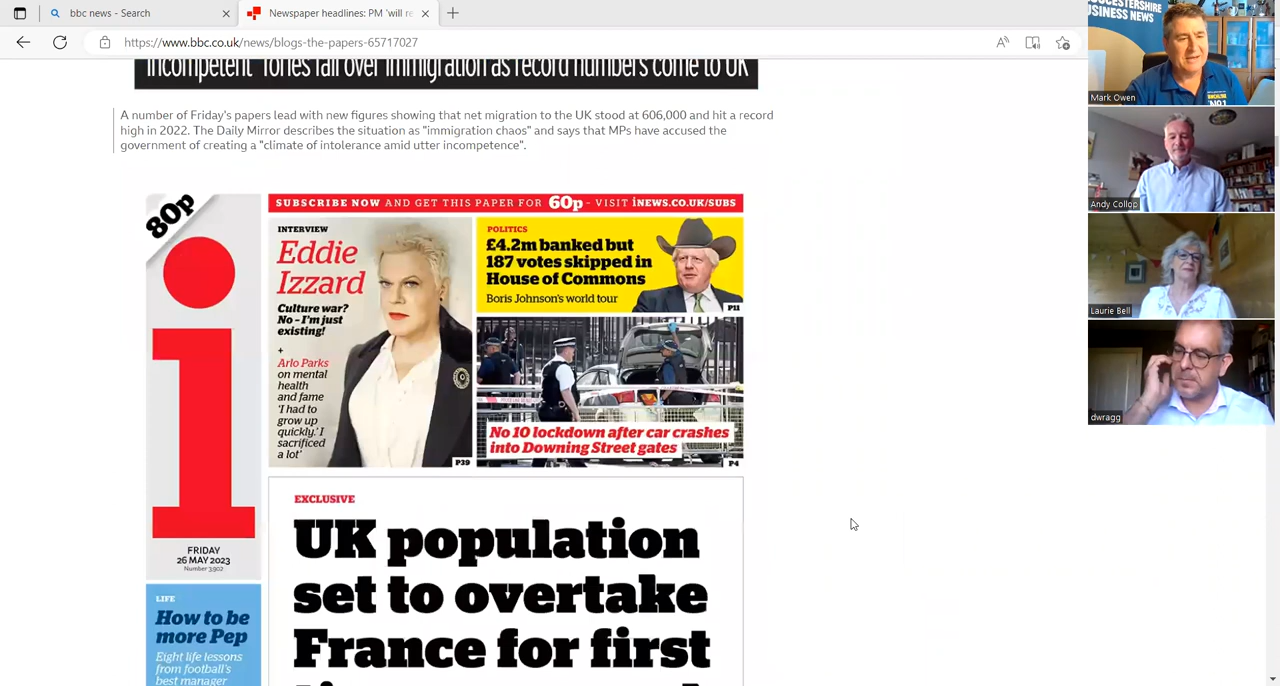 bbc news - Search
Newspaper headlines: PM 'will re
https://www.bbc.co.uk/news/blogs-the-papers-65717027
Incompetent Tories fail over immigration as record numbers come to UK
A number of Friday's papers lead with new figures showing that net migration to the UK stood at 606,000 and hit a record
high in 2022. The Daily Mirror describes the situation as "immigration chaos" and says that MPs have accused the
government of creating a "climate of intolerance amid utter incompetence".
80p
i
FRIDAY
26 MAY 2023
Number 3,902
LIFE
How to be
more Pep
Eight life lessons
from football's
best manager
SUBSCRIBE NOW AND GET THIS PAPER FOR 60p - VISIT iNEWS.CO.UK/SUBS
INTERVIEW
Eddie
Izzard
Culture war?
No – I'm just
existing!
+
Arlo Parks
on mental
health
and fame
'I had to
grow up
quickly.' I
sacrificed
a lot'
P39
POLITICS
£4.2m banked but
187 votes skipped in
House of Commons
Boris Johnson's world tour
P11
No 10 lockdown after car crashes
into Downing Street gates
P4
EXCLUSIVE
UK population
set to overtake
France for first
OUCESTERSHIRE
BUSINESS NEWS
Mark Owen
Andy Collop
Laurie Bell
dwragg